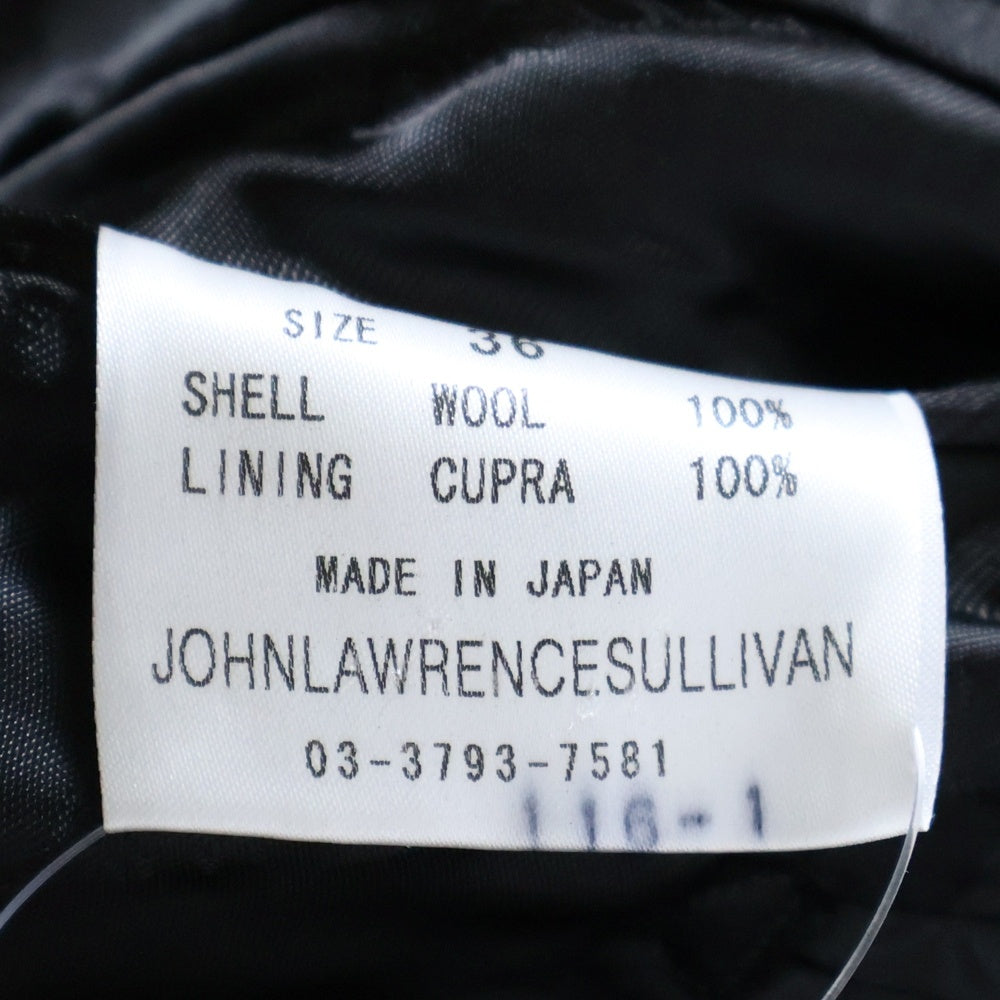 SIZE 36
SHELL WOOL 100%
LINING CUPRA 100%
MADE IN JAPAN
JOHNLAWRENCESULLIVAN
03-3793-7581
116-1